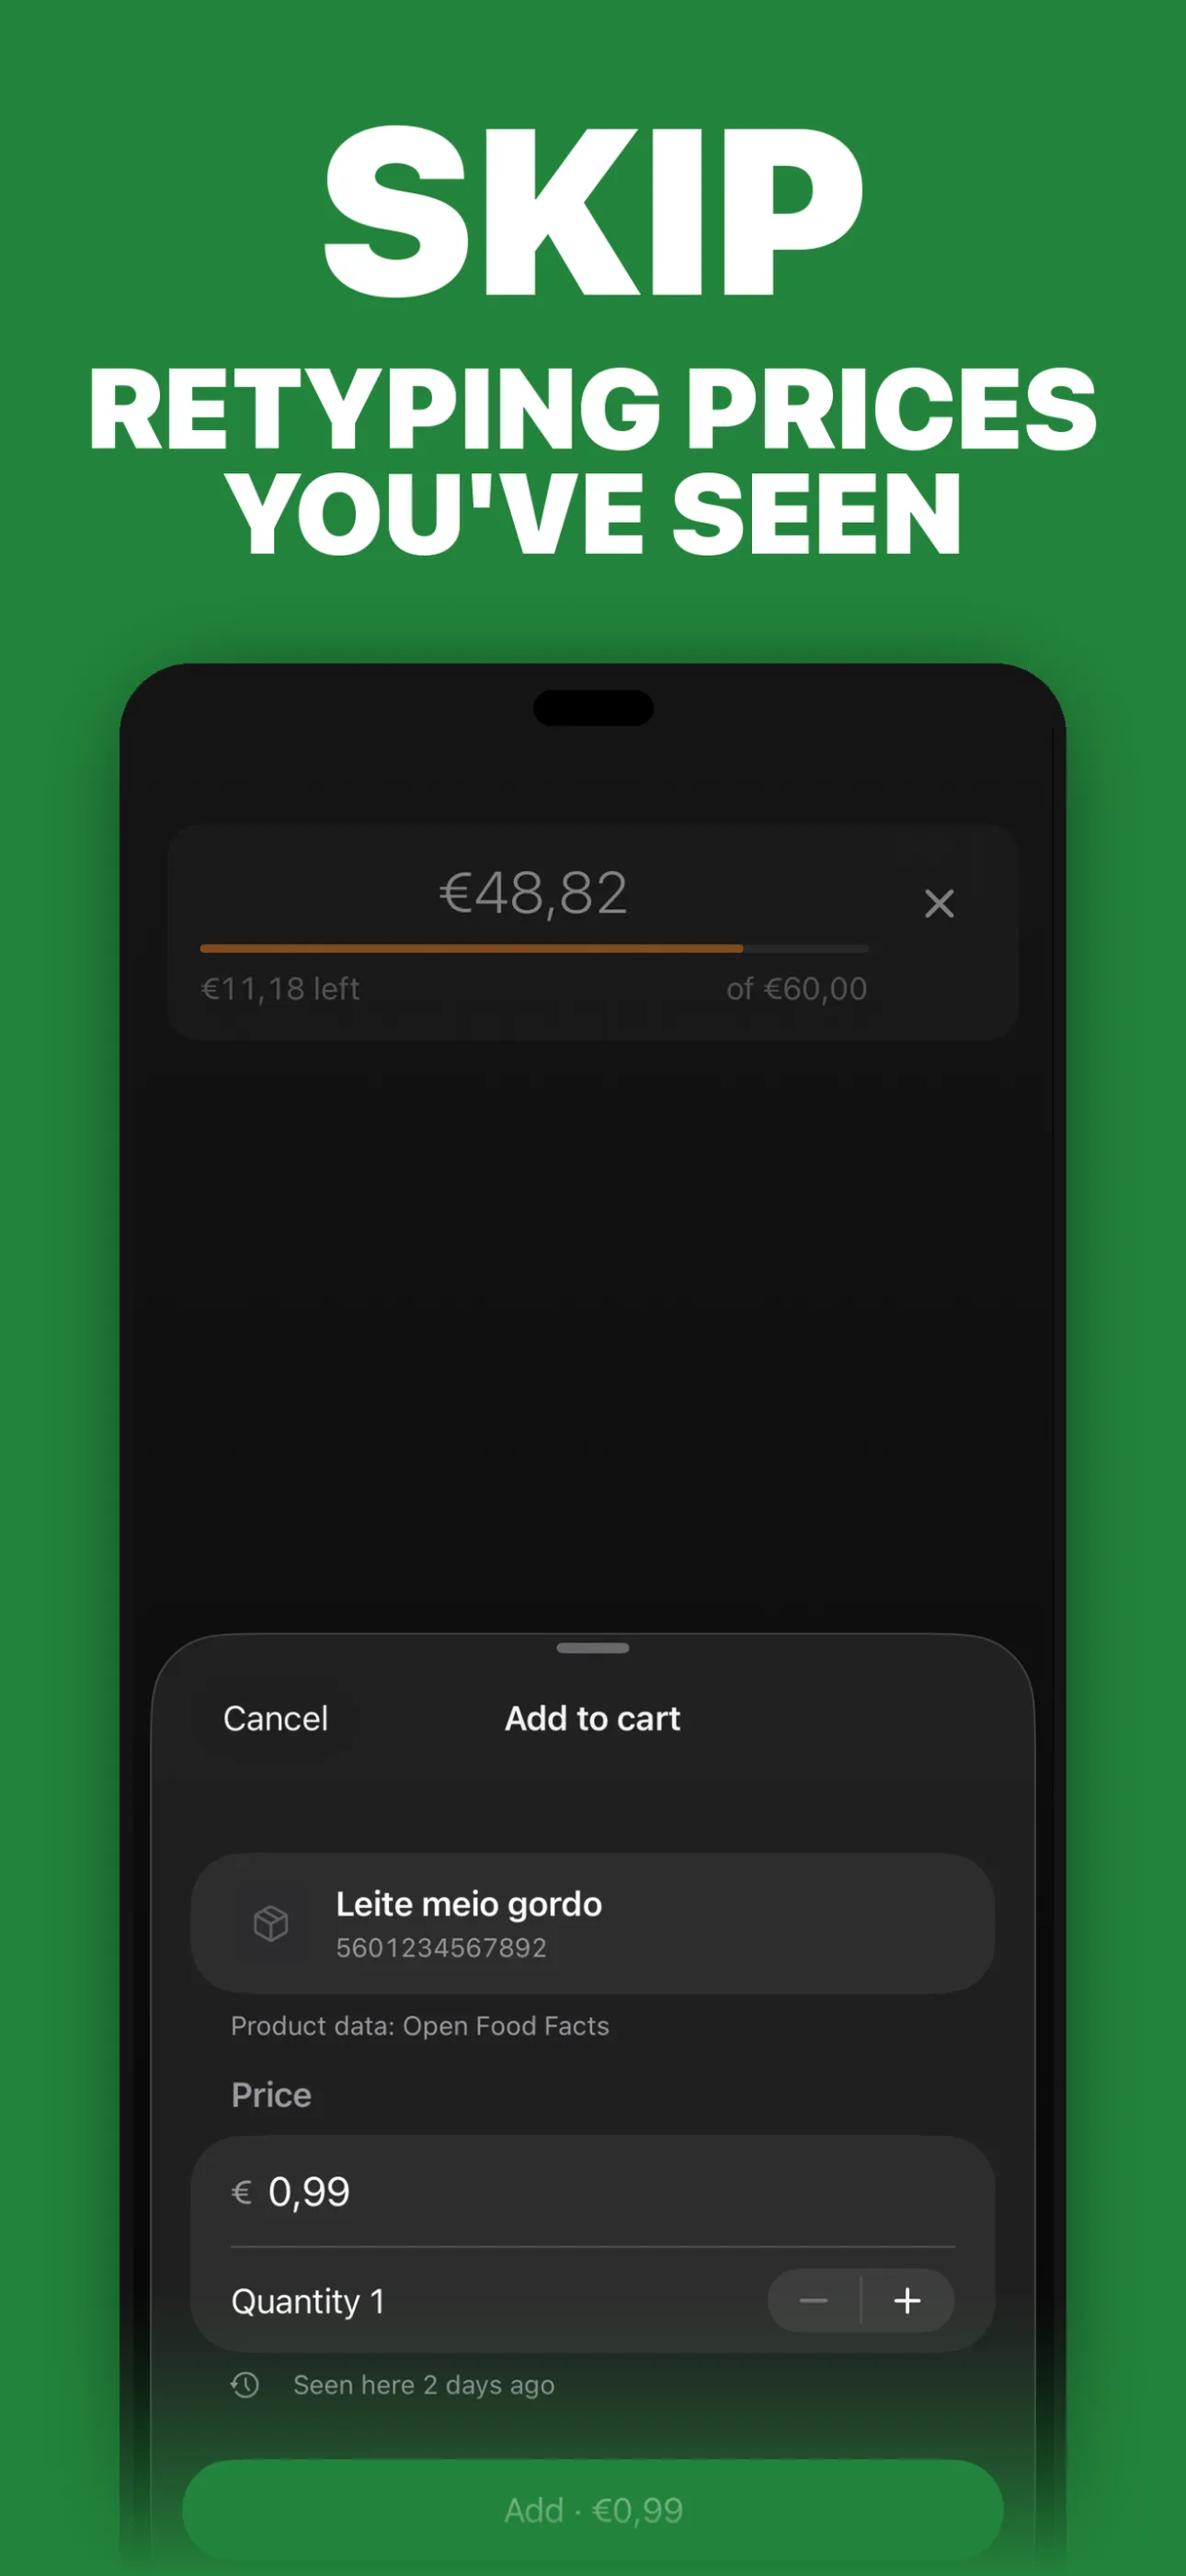 SKIP
RETYPING PRICES
YOU'VE SEEN
€48,82
€11,18 left
of €60,00
Cancel
Add to cart
Leite meio gordo
5601234567892
Product data: Open Food Facts
Price
€ 0,99
Quantity 1
Seen here 2 days ago
Add · €0,99